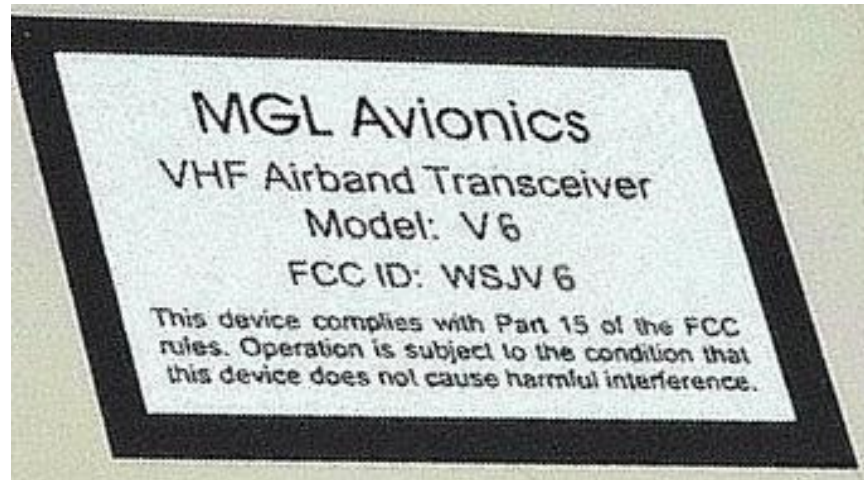 MGL Avionics
VHF Airband Transceiver
Model: V6
FCC ID: WSJV6
This device complies with Part 15 of the FCC
rules. Operation is subject to the condition that
this device does not cause harmful interference.